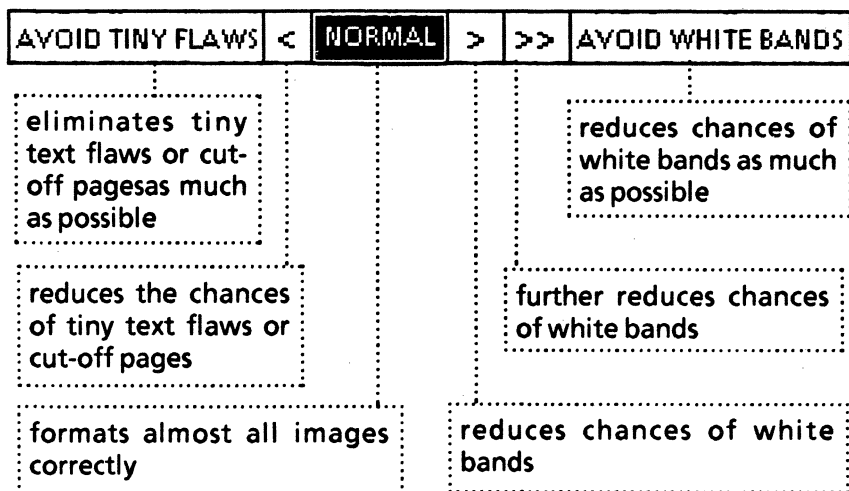 AVOID TINY FLAWS < NORMAL > >> AVOID WHITE BANDS
eliminates tiny
text flaws or cut-
off pagesas much
as possible
reduces chances of
white bands as much
as possible
reduces the chances
of tiny text flaws or
cut-off pages
further reduces chances
of white bands
formats almost all images
correctly
reduces chances of white
bands